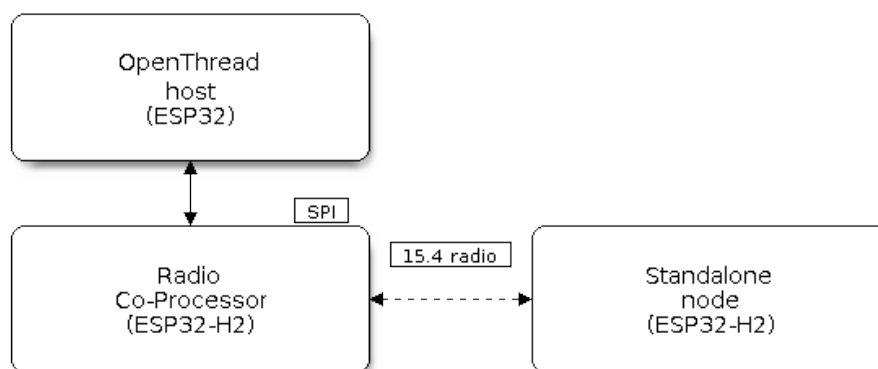 OpenThread
host
(ESP32)
SPI
15.4 radio
Radio
Co-Processor
(ESP32-H2)
Standalone
node
(ESP32-H2)